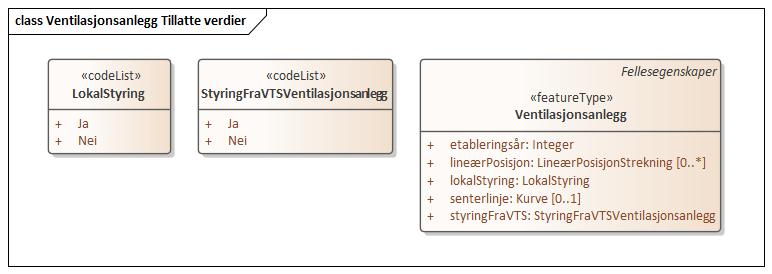 class Ventilasjonsanlegg Tillatte verdier
«codeList»
LokalStyring
+ Ja
+ Nei
«codeList»
StyringFraVTSVentilasjonsanlegg
+ Ja
+ Nei
Fellesegenskaper
«featureType»
Ventilasjonsanlegg
+ etableringsår: Integer
+ lineærPosisjon: LineærPosisjonStrekning [0..*]
+ lokalStyring: LokalStyring
+ senterlinje: Kurve [0..1]
+ styringFraVTS: StyringFraVTSVentilasjonsanlegg